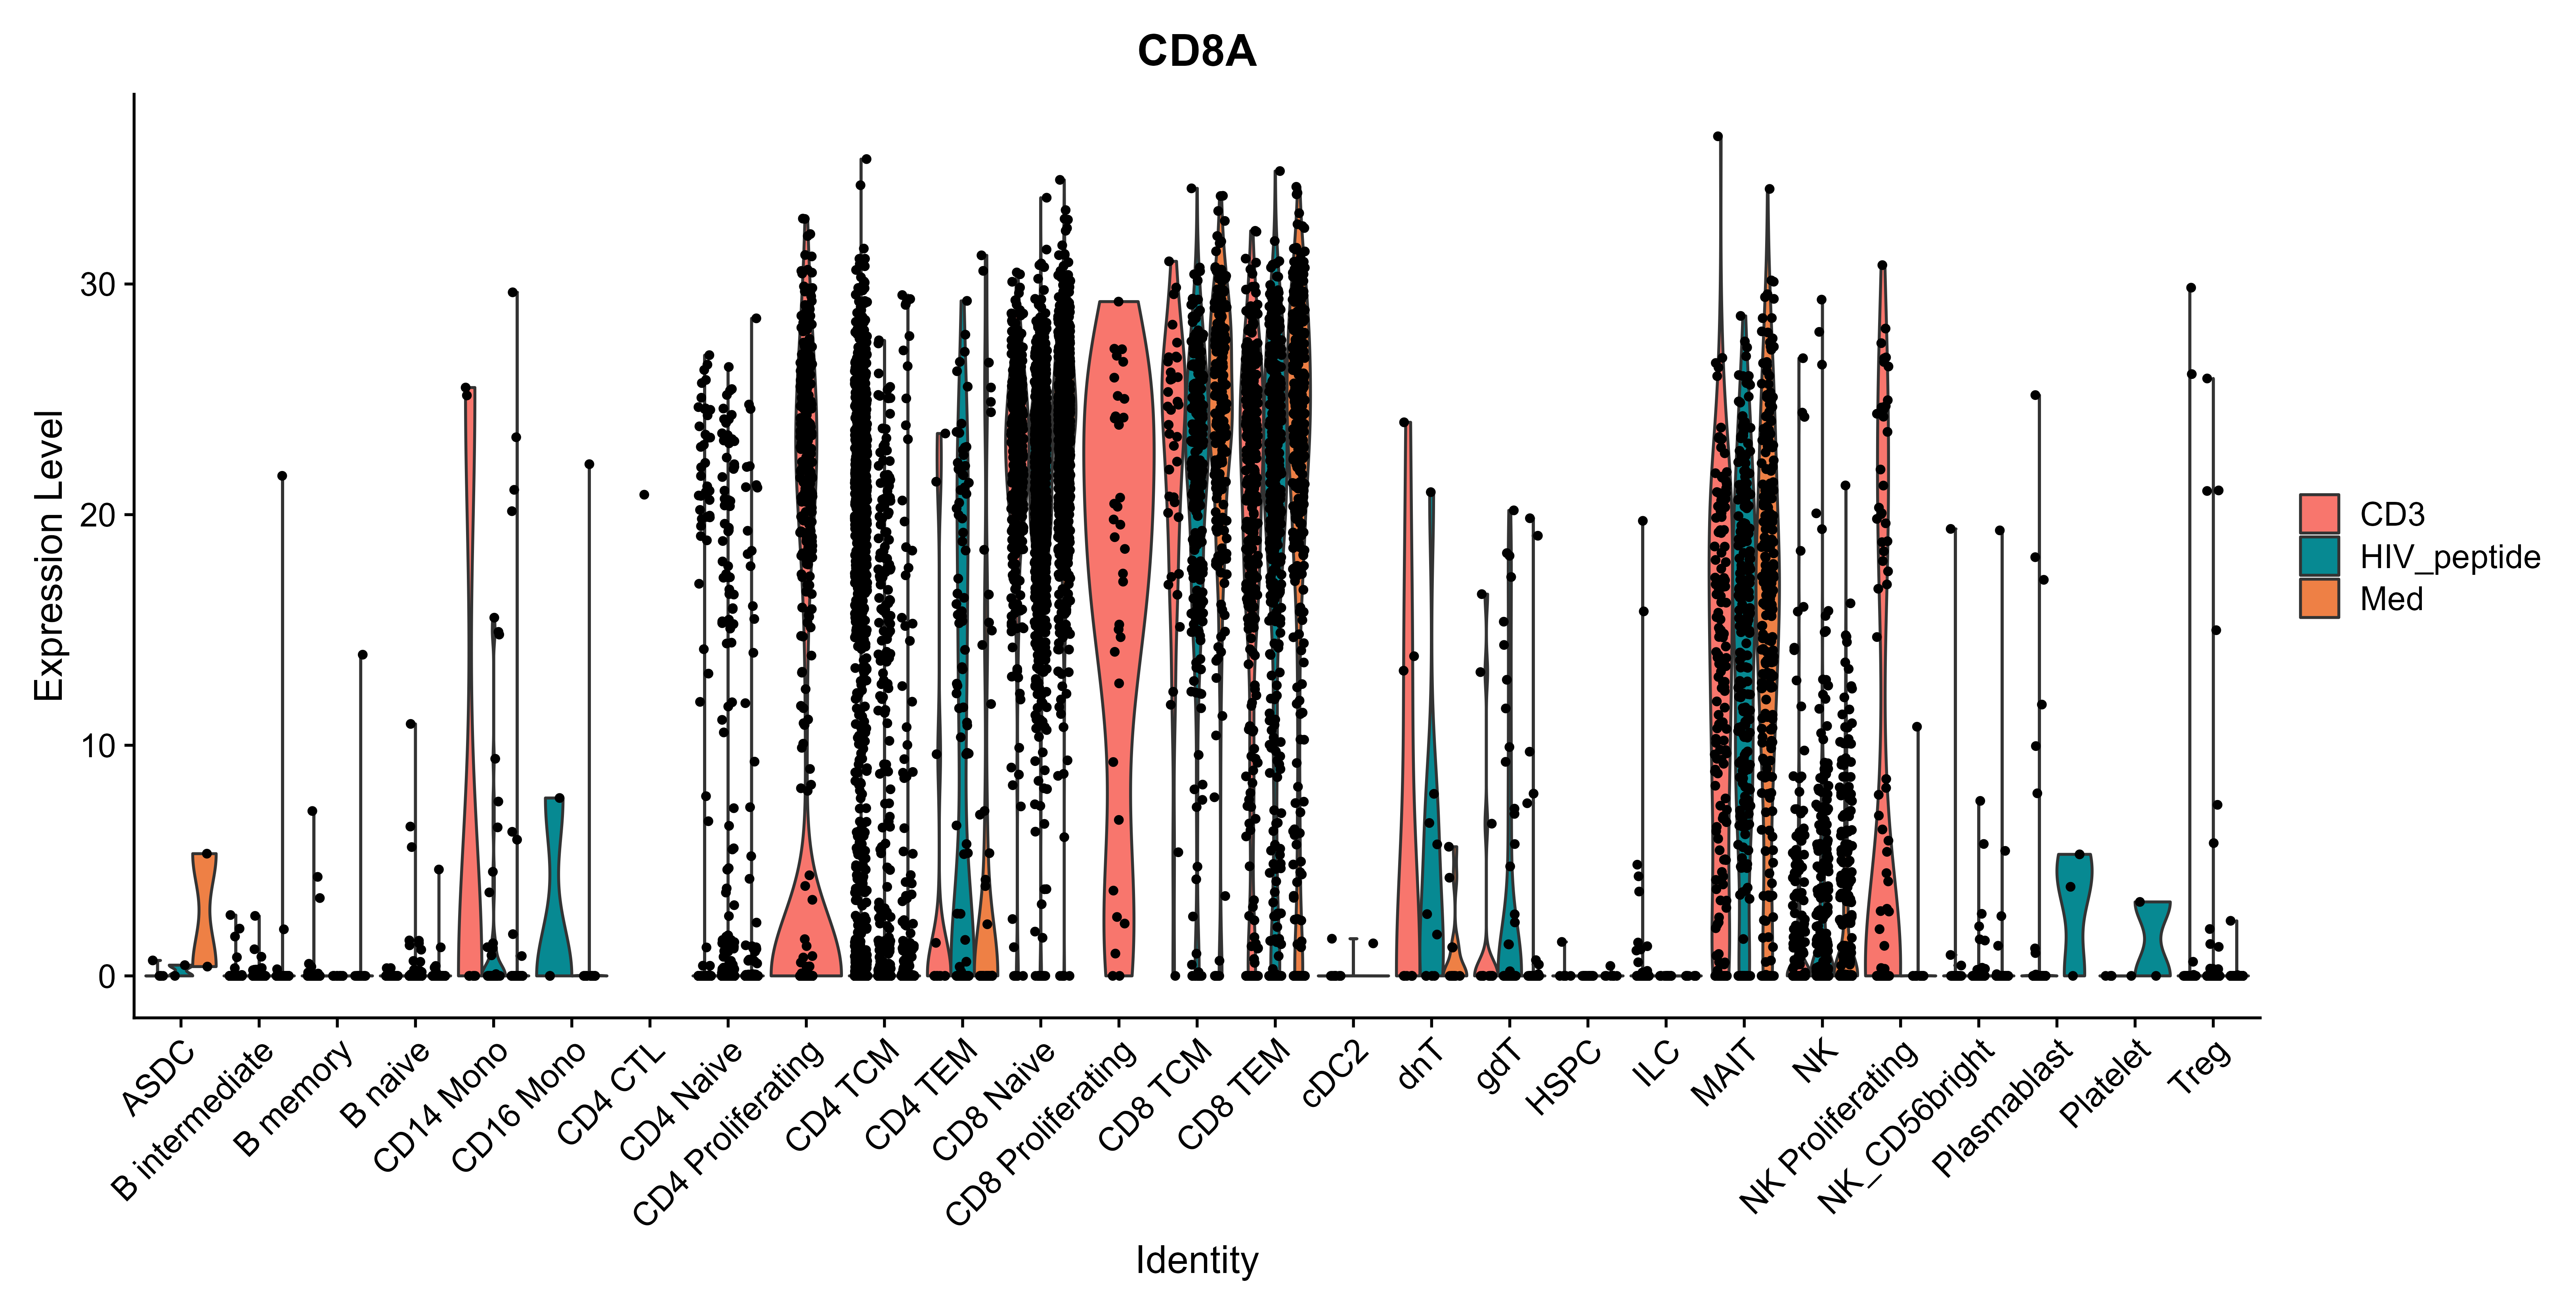 CD8A
Expression Level
30
20
10
0
ASDC
B intermediate
B memory
B naive
CD14 Mono
CD16 Mono
CD4 CTL
CD4 Naive
CD4 Proliferating
CD4 TCM
CD4 TEM
CD8 Naive
CD8 Proliferating
CD8 TCM
CD8 TEM
cDC2
dnT
gdT
HSPC
ILC
MAIT
NK
NK Proliferating
NK_CD56bright
Plasmablast
Platelet
Treg
Identity
CD3
HIV_peptide
Med